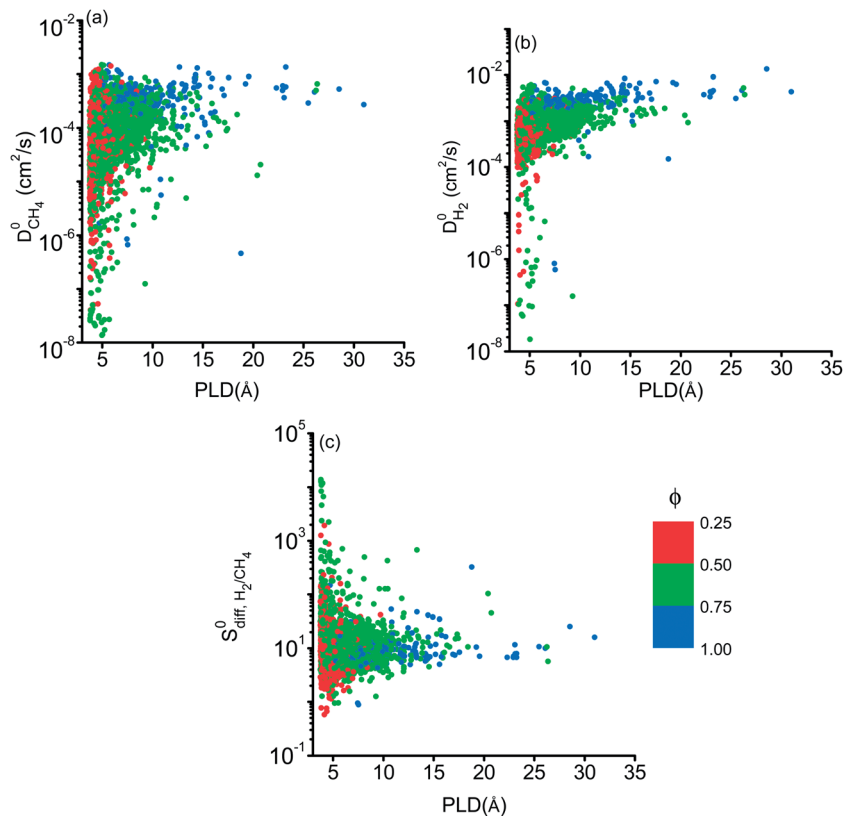 (a)
10⁻²
10⁻⁴
10⁻⁶
10⁻⁸
D⁰CH₄ (cm²/s)
5 10 15 20 25 30 35
PLD(Å)
(b)
10⁻²
10⁻⁴
10⁻⁶
10⁻⁸
D⁰H₂ (cm²/s)
5 10 15 20 25 30 35
PLD(Å)
(c)
10⁵
10³
10¹
10⁻¹
S⁰diff, H₂/CH₄
5 10 15 20 25 30 35
PLD(Å)
ϕ
0.25
0.50
0.75
1.00